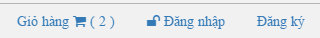 Giỏ hàng ( 2 ) Đăng nhập Đăng ký